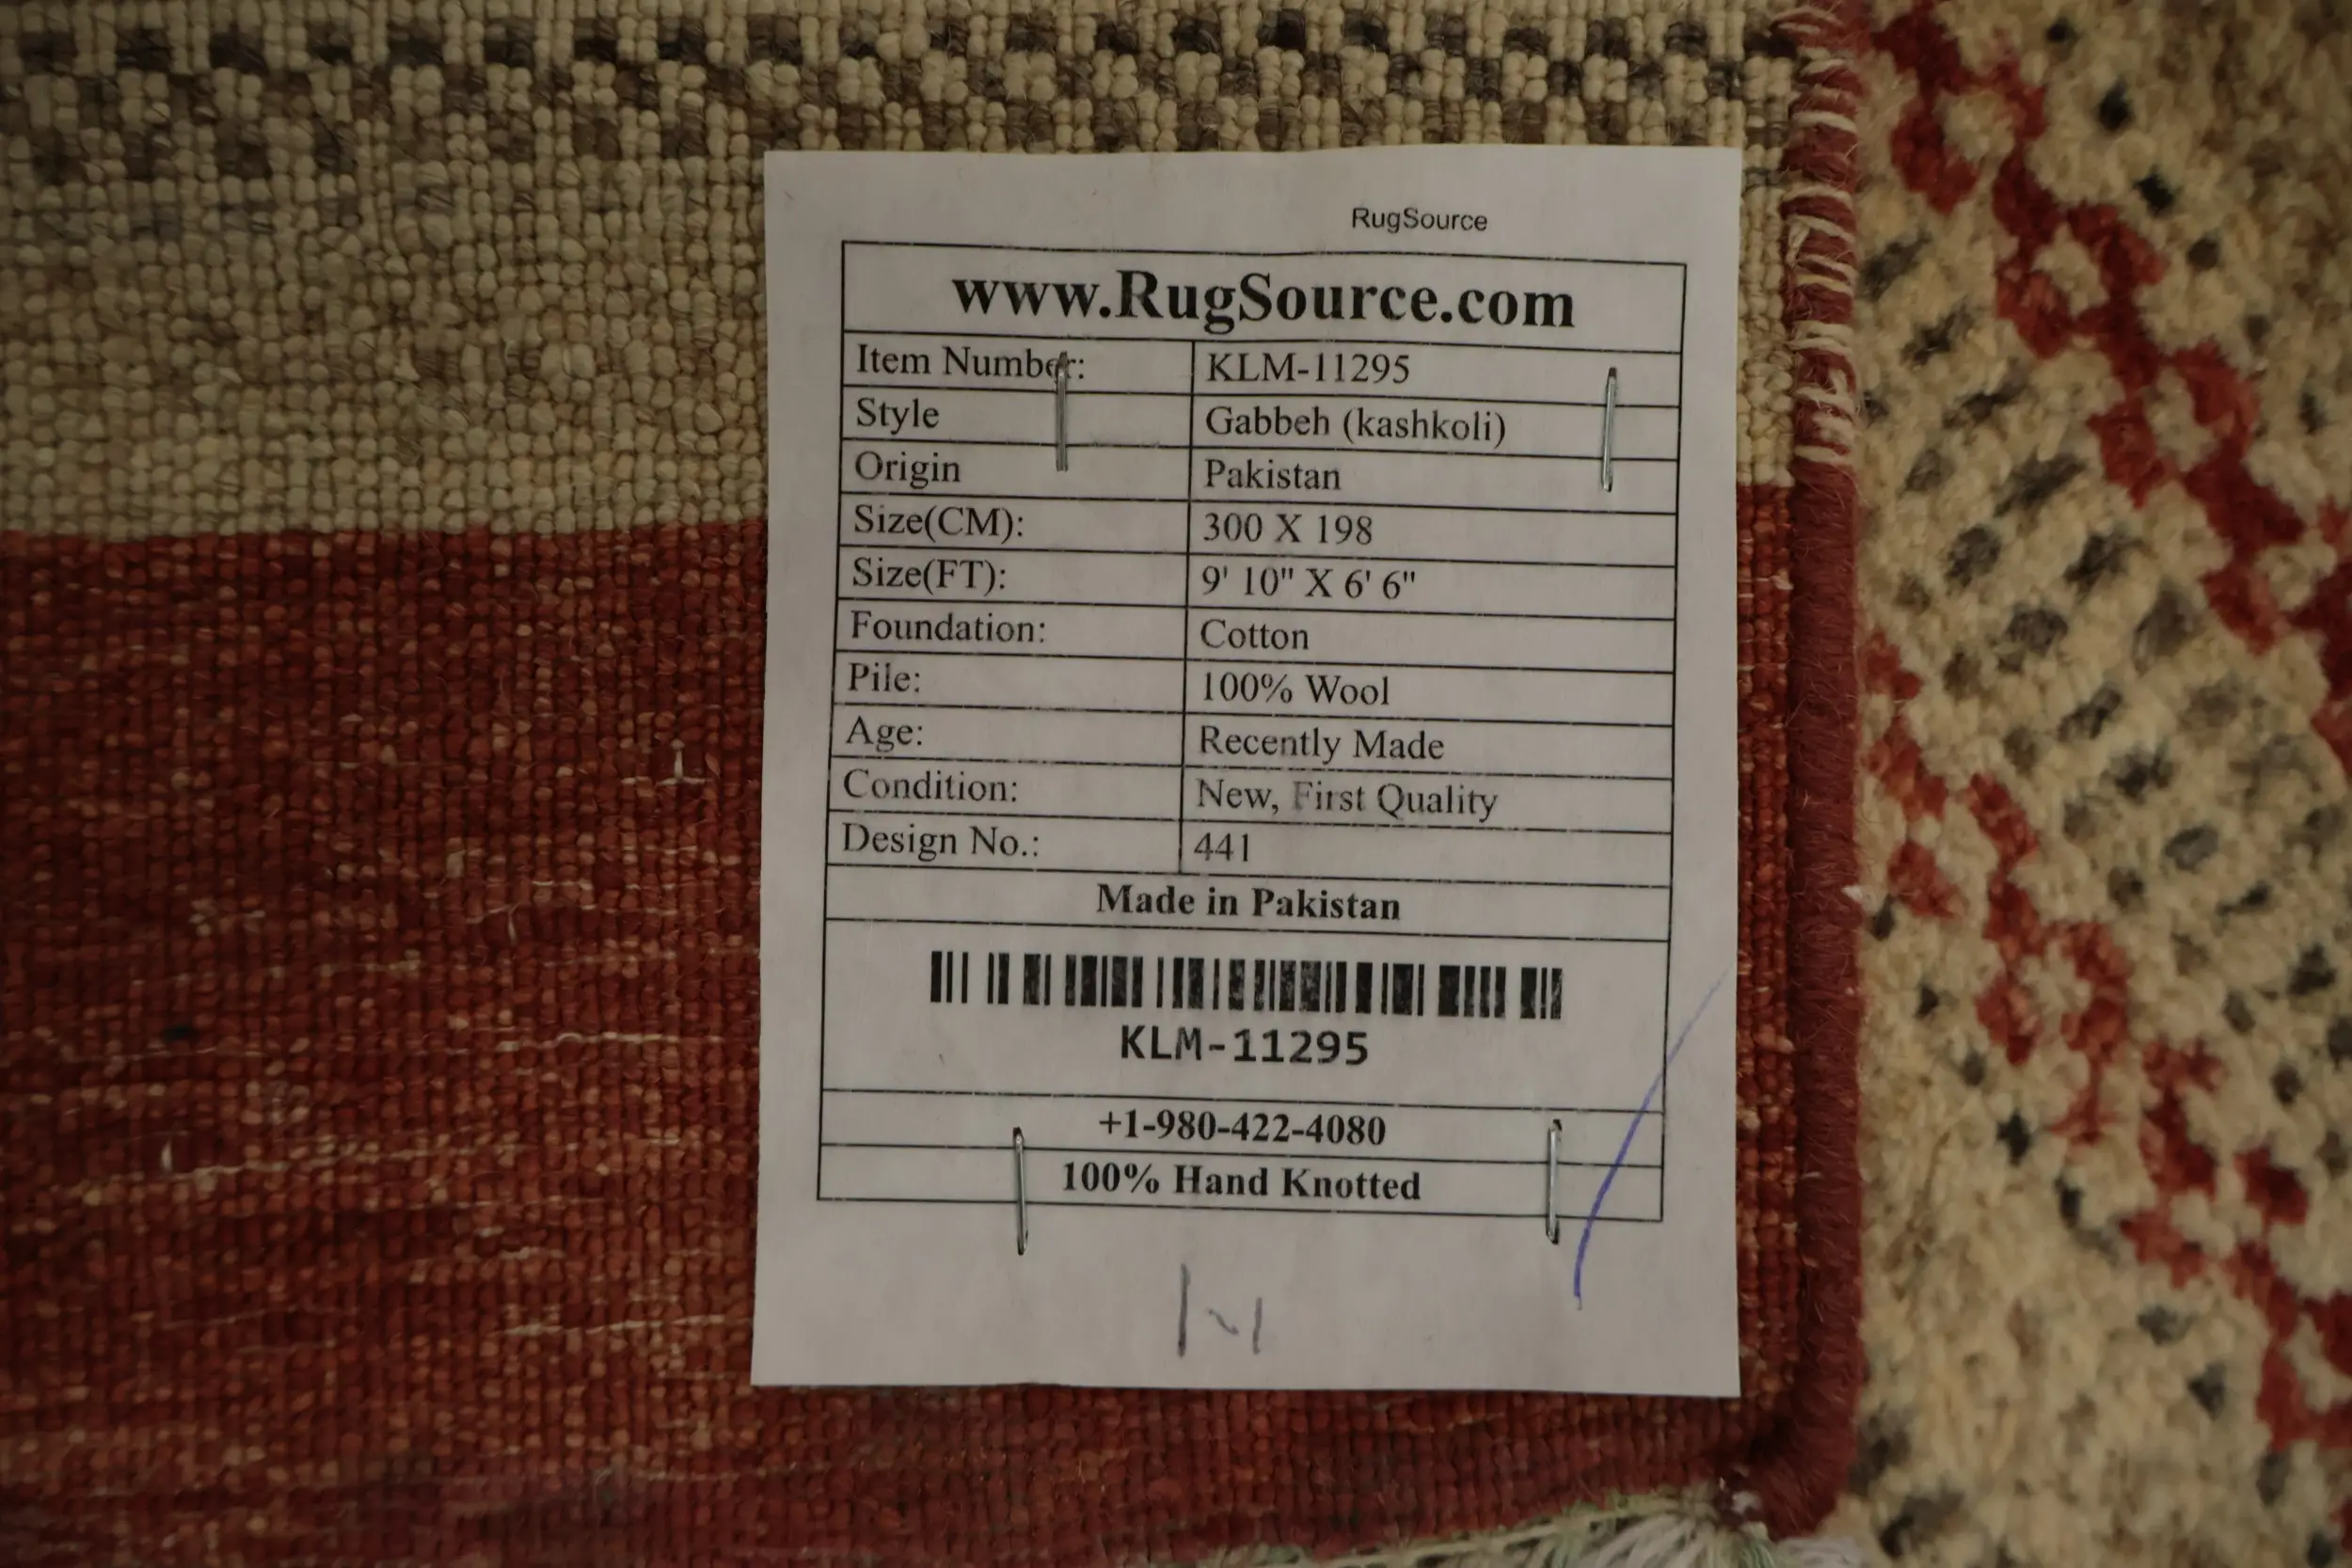 RugSource
www.RugSource.com
Item Number: KLM-11295
Style Gabbeh (kashkoli)
Origin Pakistan
Size(CM): 300 X 198
Size(FT): 9' 10" X 6' 6"
Foundation: Cotton
Pile: 100% Wool
Age: Recently Made
Condition: New, First Quality
Design No.: 441
Made in Pakistan
KLM-11295
+1-980-422-4080
100% Hand Knotted